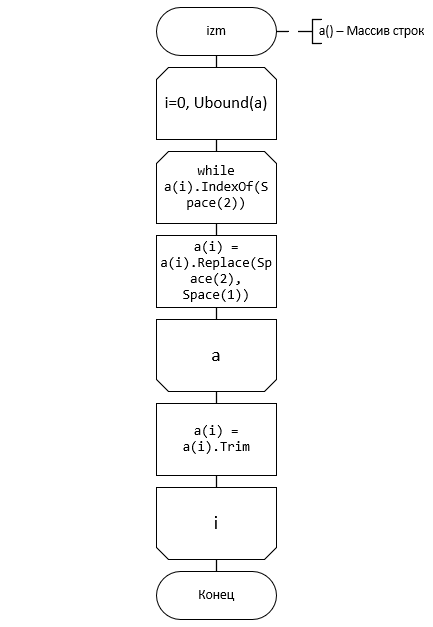 izm
a() – Массив строк
i=0, Ubound(a)
while
a(i).IndexOf(S
pace(2))
a(i) =
a(i).Replace(Sp
ace(2),
Space(1))
a
a(i) =
a(i).Trim
i
Конец